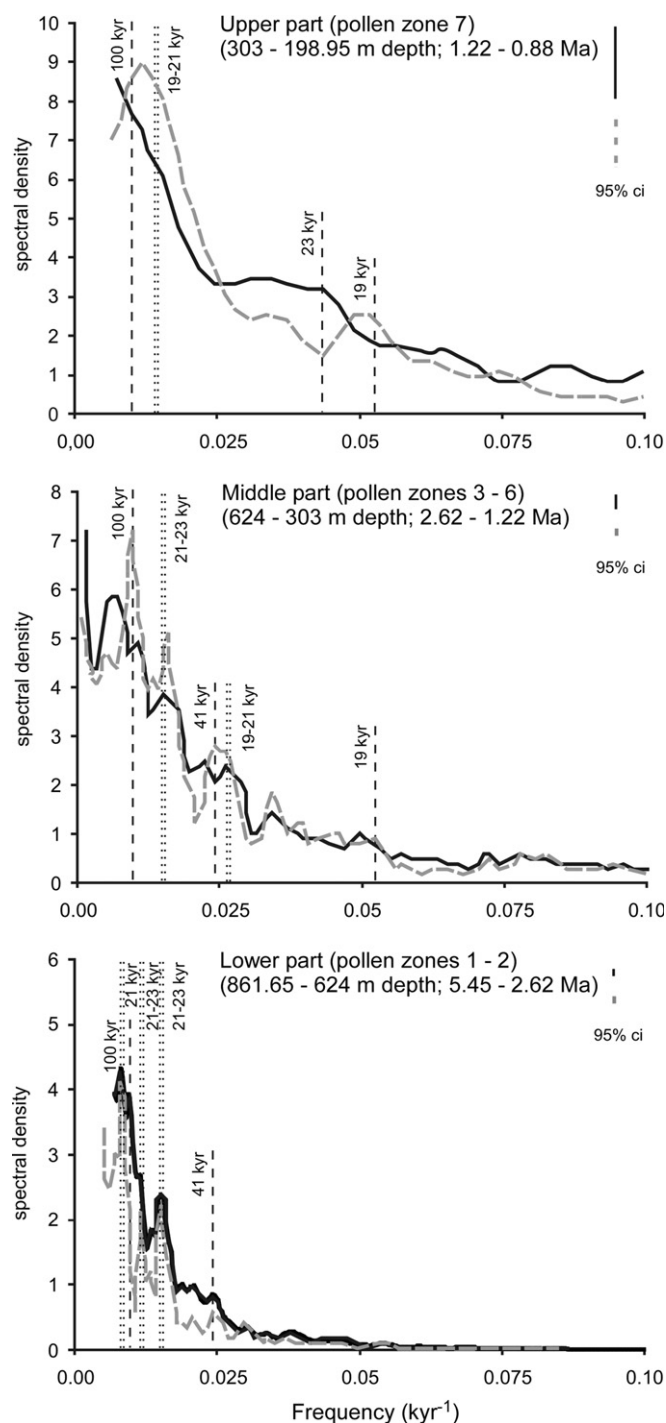 Upper part (pollen zone 7)
(303 - 198.95 m depth; 1.22 - 0.88 Ma)
10
9
8
7
6
5
4
3
2
1
0
spectral density
100 kyr
19-21 kyr
23 kyr
19 kyr
95% ci
0,00
0.025
0.05
0.075
0.10
Middle part (pollen zones 3 - 6)
(624 - 303 m depth; 2.62 - 1.22 Ma)
8
7
6
5
4
3
2
1
0
spectral density
100 kyr
21-23 kyr
41 kyr
19-21 kyr
19 kyr
95% ci
0.00
0.025
0.05
0.075
0.10
Lower part (pollen zones 1 - 2)
(861.65 - 624 m depth; 5.45 - 2.62 Ma)
6
5
4
3
2
1
0
spectral density
100 kyr
21 kyr
21-23 kyr
21-23 kyr
41 kyr
95% ci
0.00
0.025
0.05
0.075
0.10
Frequency (kyr⁻¹)